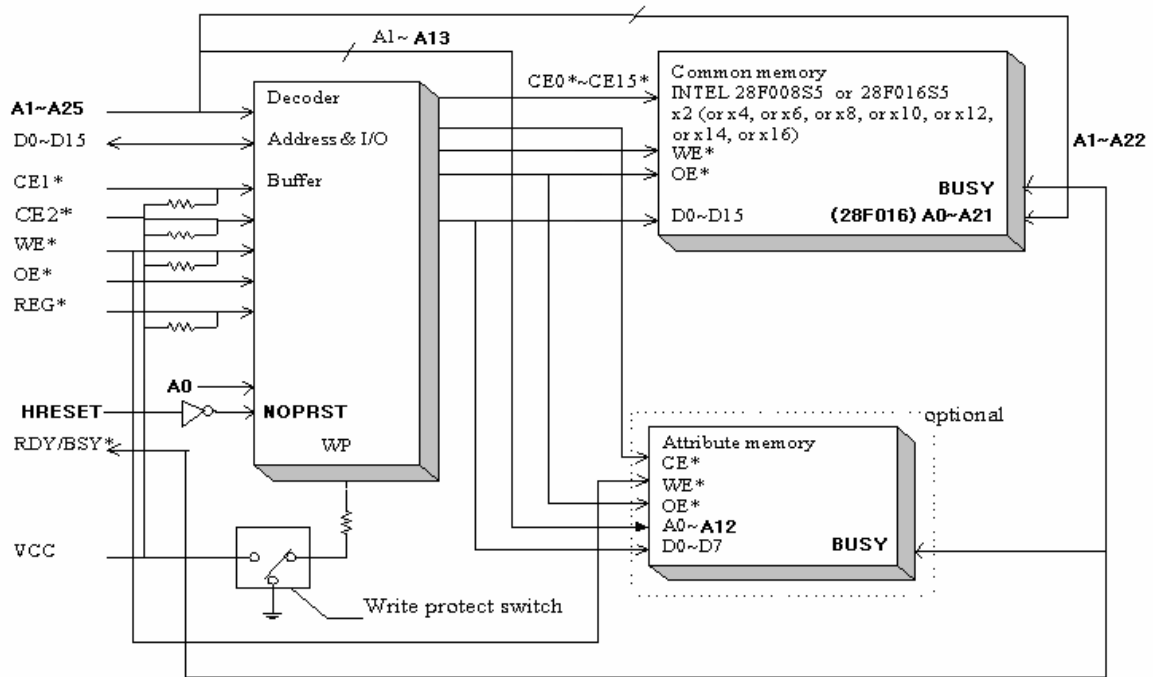 A1~ A13
A1~A25
D0~D15
CE1*
CE2*
WE*
OE*
REG*
A0
HRESET
RDY/BSY*
VCC
Decoder
Address & I/O
Buffer
NOPRST
WP
Write protect switch
CE0*~CE15*
Common memory
INTEL 28F008S5 or 28F016S5
x2 (or x4, or x6, or x8, or x10, or x12,
or x14, or x16)
WE*
OE*
BUSY
D0~D15
(28F016) A0~A21
A1~A22
optional
Attribute memory
CE*
WE*
OE*
A0~ A12
D0~D7
BUSY